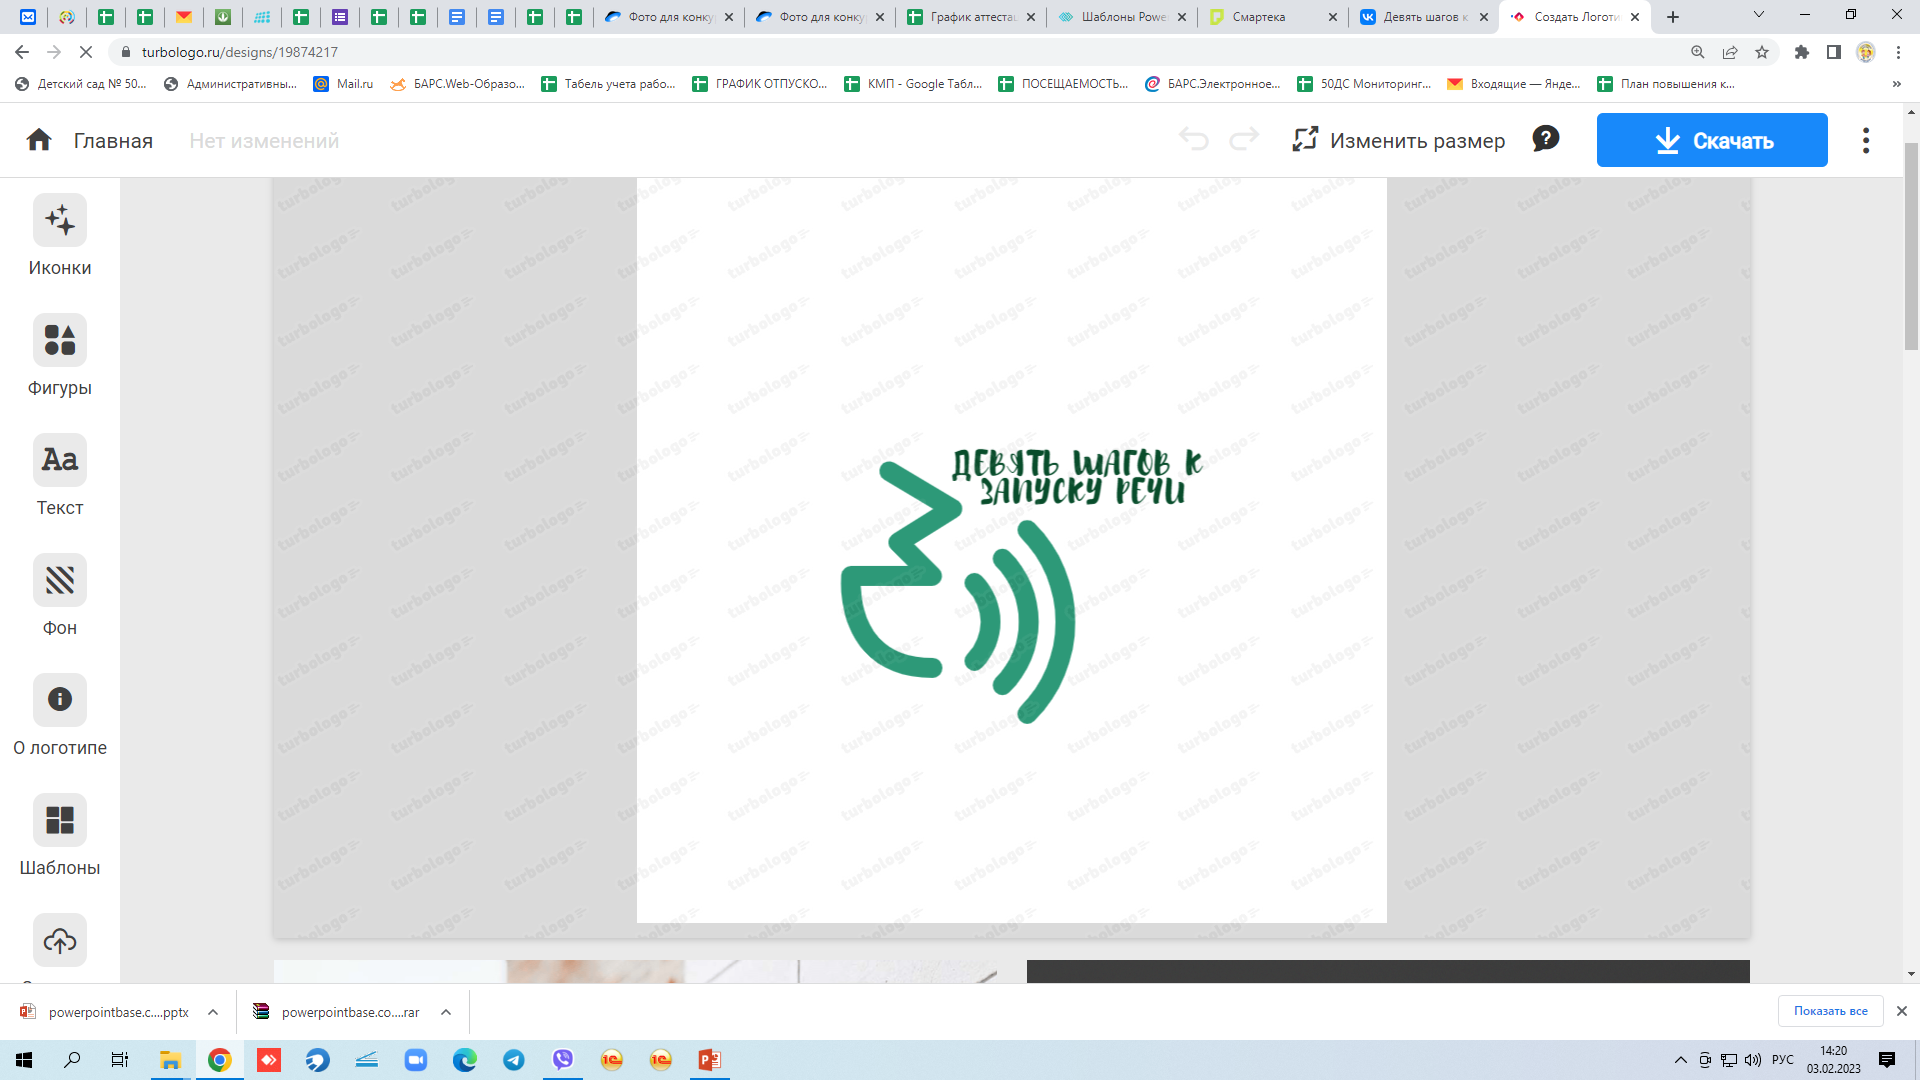 Фото для конку
Фото для конку
График аттеста
Шаблоны Powe
Смартека
Девять шагов к
Создать Логоти
turbologo.ru/designs/19874217
Детский сад № 50...
Административны...
Mail.ru
БАРС.Web-Образо...
Табель учета рабо...
ГРАФИК ОТПУСКО...
КМП - Google Табл...
ПОСЕЩАЕМОСТЬ...
БАРС.Электронное...
50ДС Мониторинг...
Входящие — Янде...
План повышения к...
Главная
Нет изменений
Изменить размер
Скачать
Иконки
Фигуры
Aa
Текст
Фон
О логотипе
Шаблоны
ДЕВЯТЬ ШАГОВ К
ЗАПУСКУ РЕЧИ
turbologo
powerpointbase.c....pptx
powerpointbase.co....rar
Показать все
РУС
14:20
03.02.2023